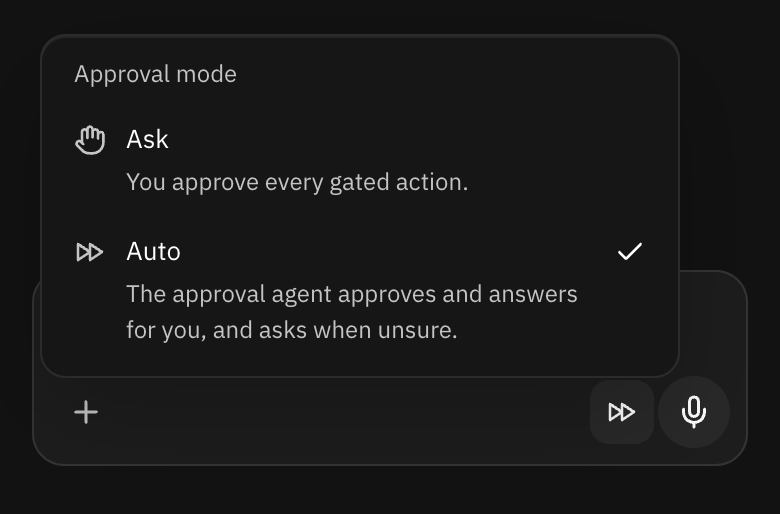 Approval mode
Ask
You approve every gated action.
Auto
The approval agent approves and answers
for you, and asks when unsure.